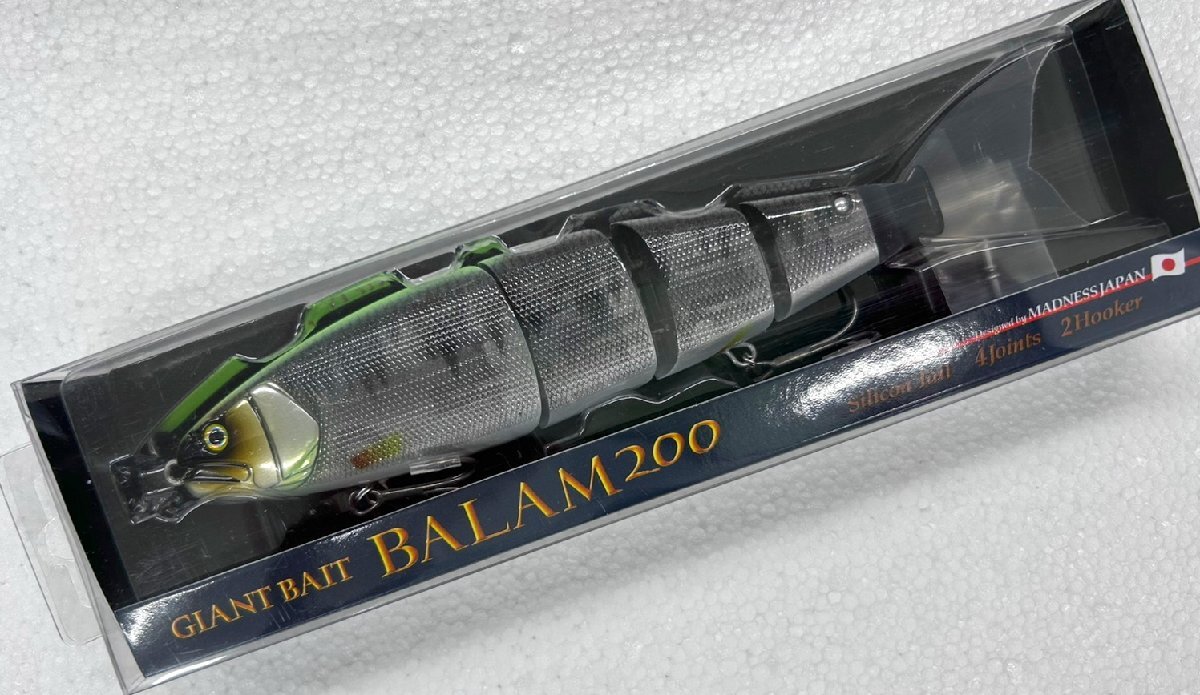 GIANT BAIT BALAM200
Designed by MADNESS JAPAN
Silicon Tail 4Joints 2Hooker